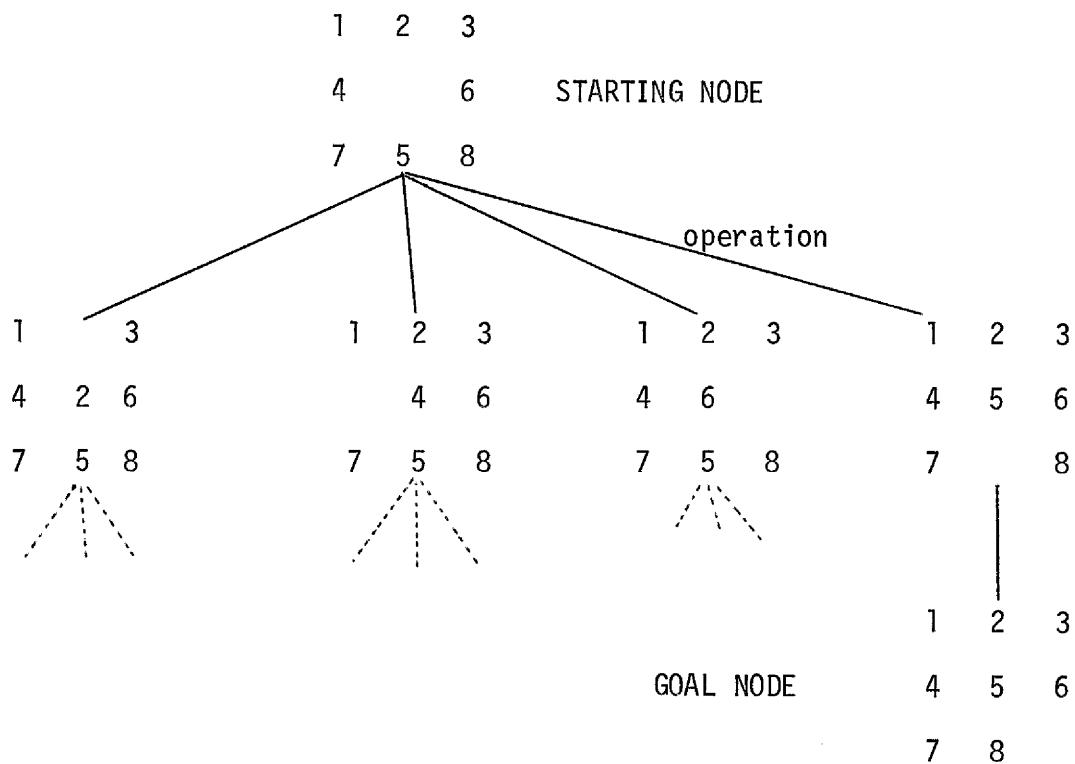 1 2 3
4 6 STARTING NODE
7 5 8
operation
1 3 1 2 3 1 2 3 1 2 3
4 2 6 4 6 4 6 4 5 6
7 5 8 7 5 8 7 5 8 7 8
1 2 3
GOAL NODE 4 5 6
7 8